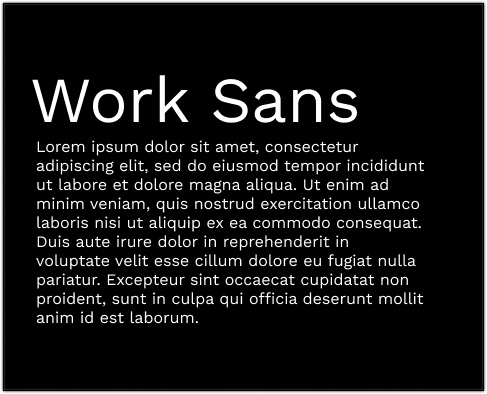 Work Sans
Lorem ipsum dolor sit amet, consectetur
adipiscing elit, sed do eiusmod tempor incididunt
ut labore et dolore magna aliqua. Ut enim ad
minim veniam, quis nostrud exercitation ullamco
laboris nisi ut aliquip ex ea commodo consequat.
Duis aute irure dolor in reprehenderit in
voluptate velit esse cillum dolore eu fugiat nulla
pariatur. Excepteur sint occaecat cupidatat non
proident, sunt in culpa qui officia deserunt mollit
anim id est laborum.